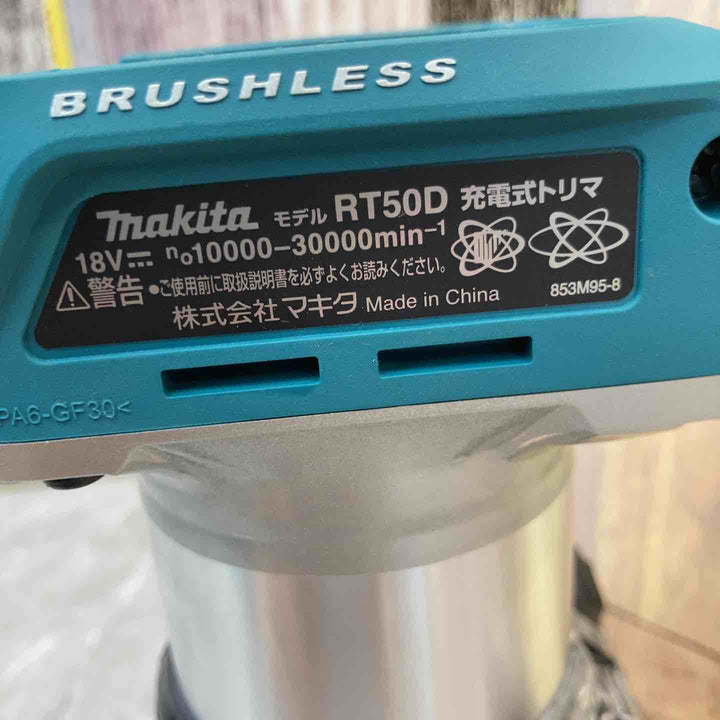 BRUSHLESS
makita モデル RT50D 充電式トリマ
18V⎓ n₀10000-30000min⁻¹
⚠警告・ご使用前に取扱説明書を必ずよくお読みください。
株式会社マキタ Made in China
853M95-8
PA6-GF30<